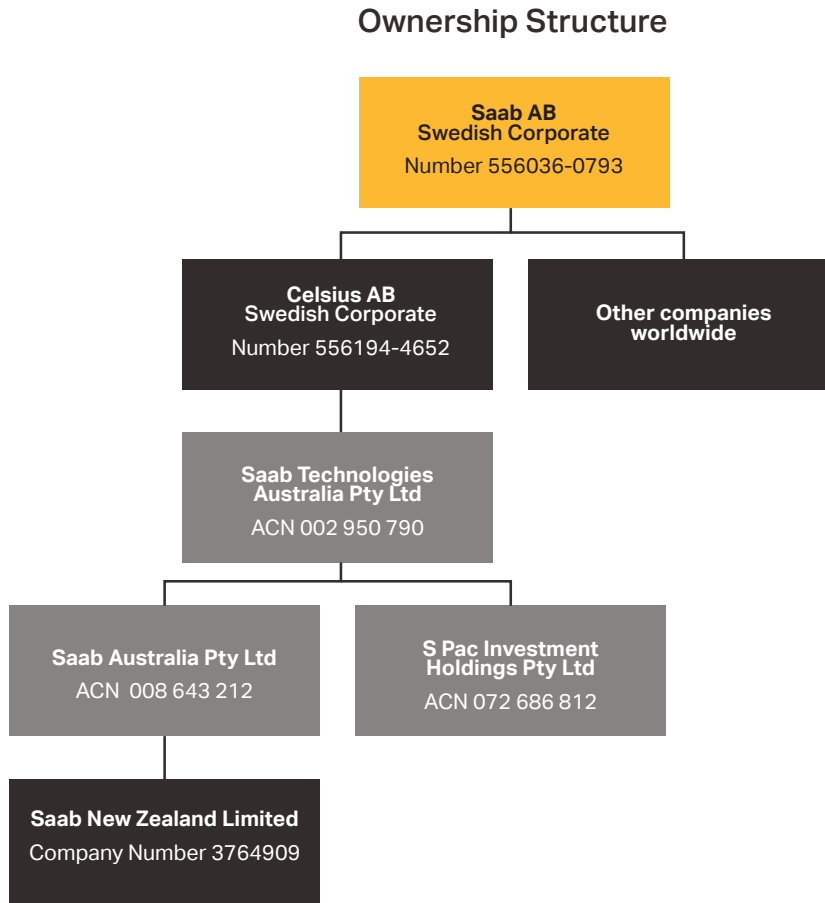 Ownership Structure
Saab AB
Swedish Corporate
Number 556036-0793
Celsius AB
Swedish Corporate
Number 556194-4652
Other companies
worldwide
Saab Technologies
Australia Pty Ltd
ACN 002 950 790
Saab Australia Pty Ltd
ACN  008 643 212
S Pac Investment
Holdings Pty Ltd
ACN 072 686 812
Saab New Zealand Limited
Company Number 3764909